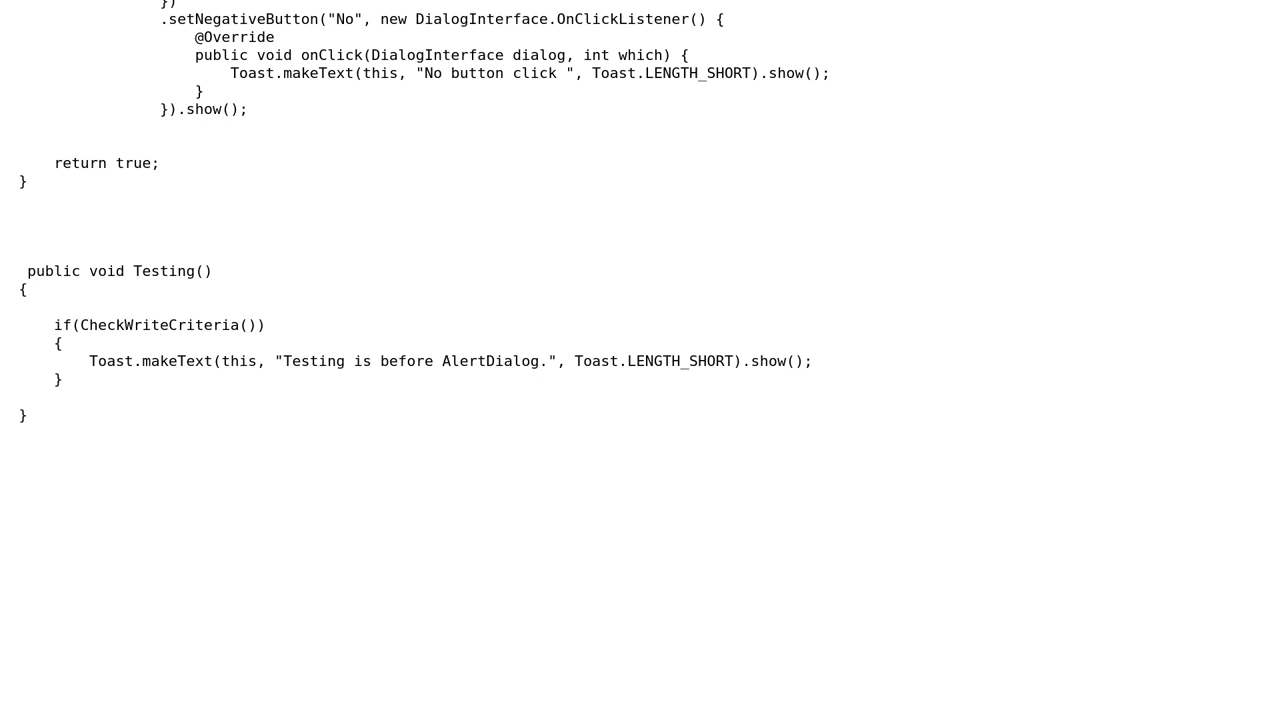 })
.setNegativeButton("No", new DialogInterface.OnClickListener() {
@Override
public void onClick(DialogInterface dialog, int which) {
Toast.makeText(this, "No button click ", Toast.LENGTH_SHORT).show();
}
}).show();
return true;
}
public void Testing()
{
if(CheckWriteCriteria())
{
Toast.makeText(this, "Testing is before AlertDialog.", Toast.LENGTH_SHORT).show();
}
}